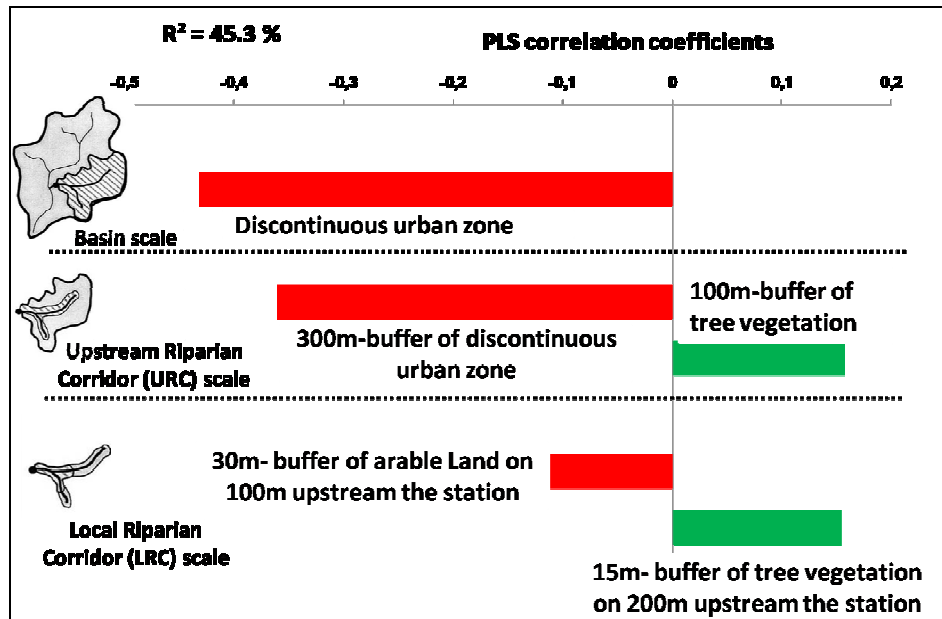 R² = 45.3 %
PLS correlation coefficients
-0,5 -0,4 -0,3 -0,2 -0,1 0 0,1 0,2
Discontinuous urban zone
Basin scale
100m-buffer of
tree vegetation
300m-buffer of discontinuous
urban zone
Upstream Riparian
Corridor (URC) scale
30m- buffer of arable Land on
100m upstream the station
Local Riparian
Corridor (LRC) scale
15m- buffer of tree vegetation
on 200m upstream the station